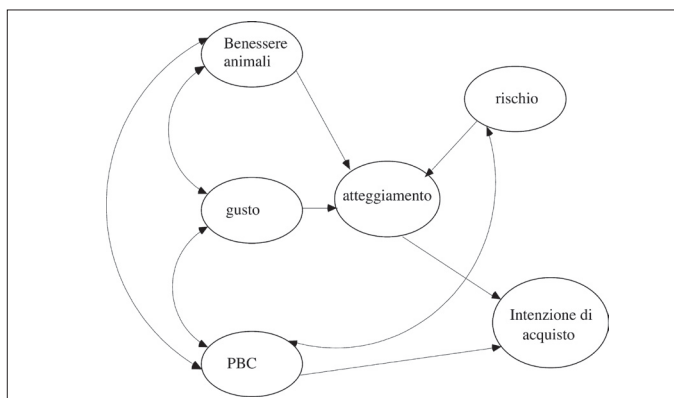 Benessere
animali
rischio
atteggiamento
gusto
Intenzione di
acquisto
PBC